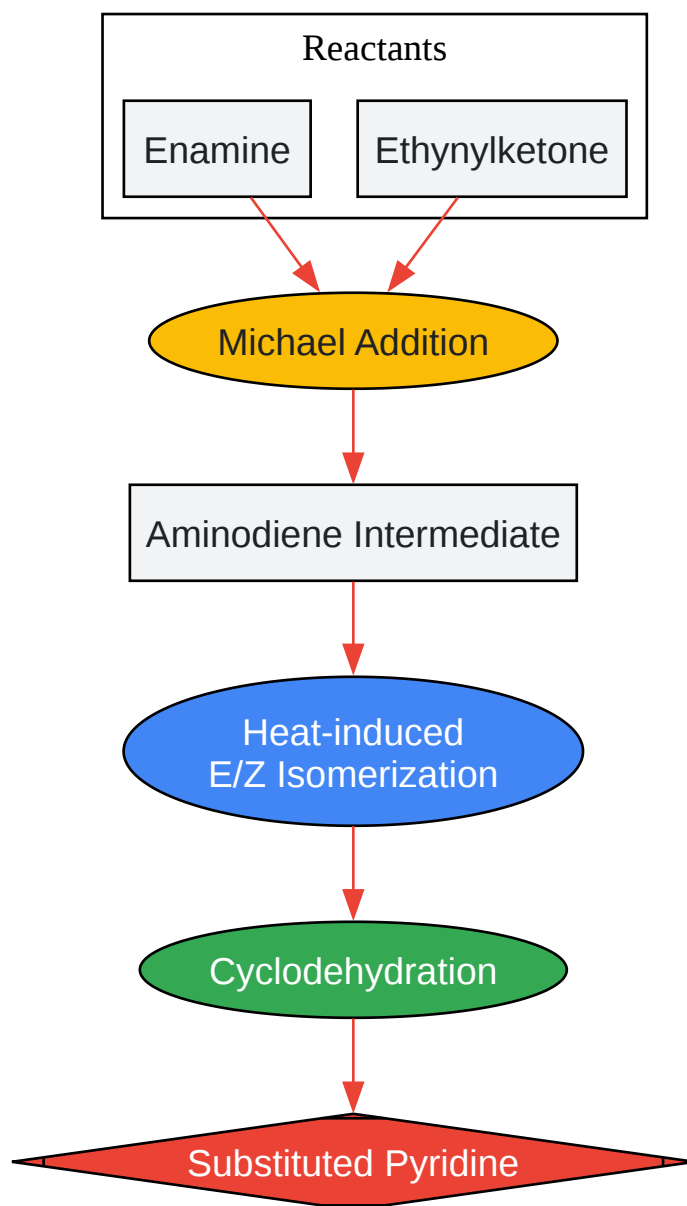 Reactants
Enamine
Ethynylketone
Michael Addition
Aminodiene Intermediate
Heat-induced
E/Z Isomerization
Cyclodehydration
Substituted Pyridine